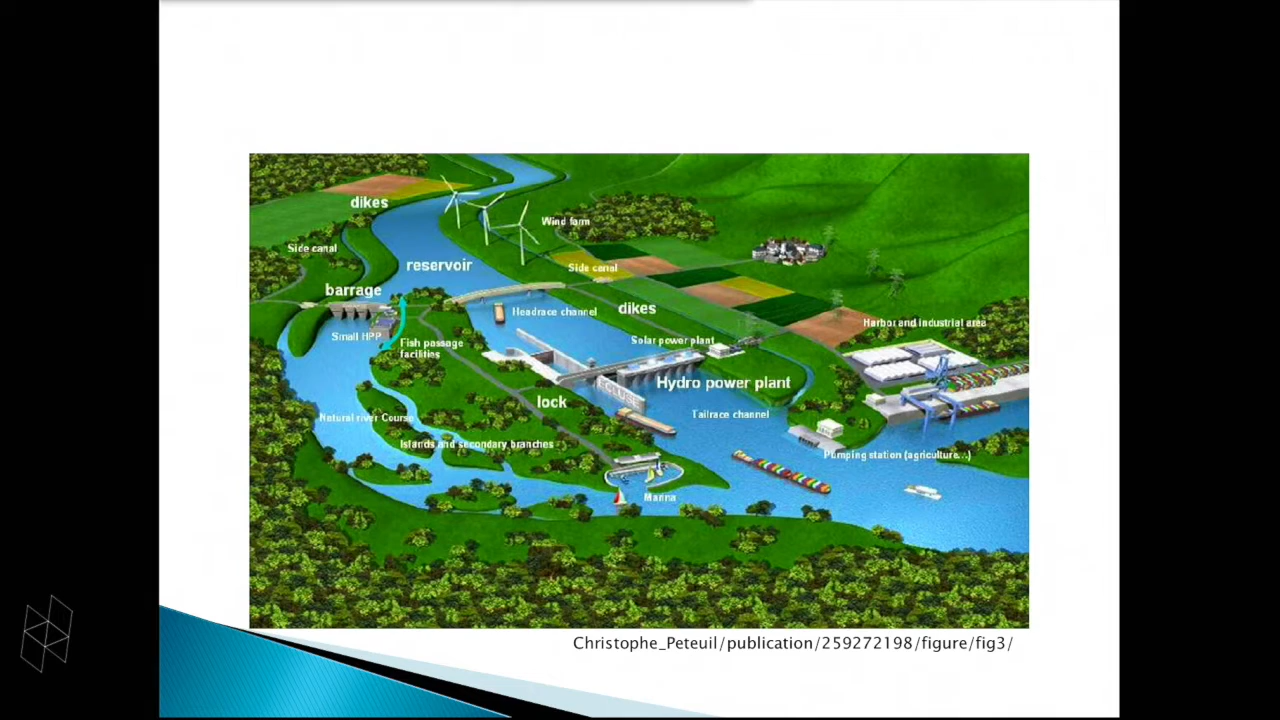 dikes
Wind farm
Side canal
reservoir
Side canal
barrage
Headrace channel
dikes
Harbor and industrial area
Small HPP
Fish passage
facilities
Solar power plant
Hydro power plant
lock
ECLUSE
Natural river Course
Tailrace channel
Islands and secondary branches
Pumping station (agriculture...)
Marina
Christophe_Peteuil/publication/259272198/figure/fig3/